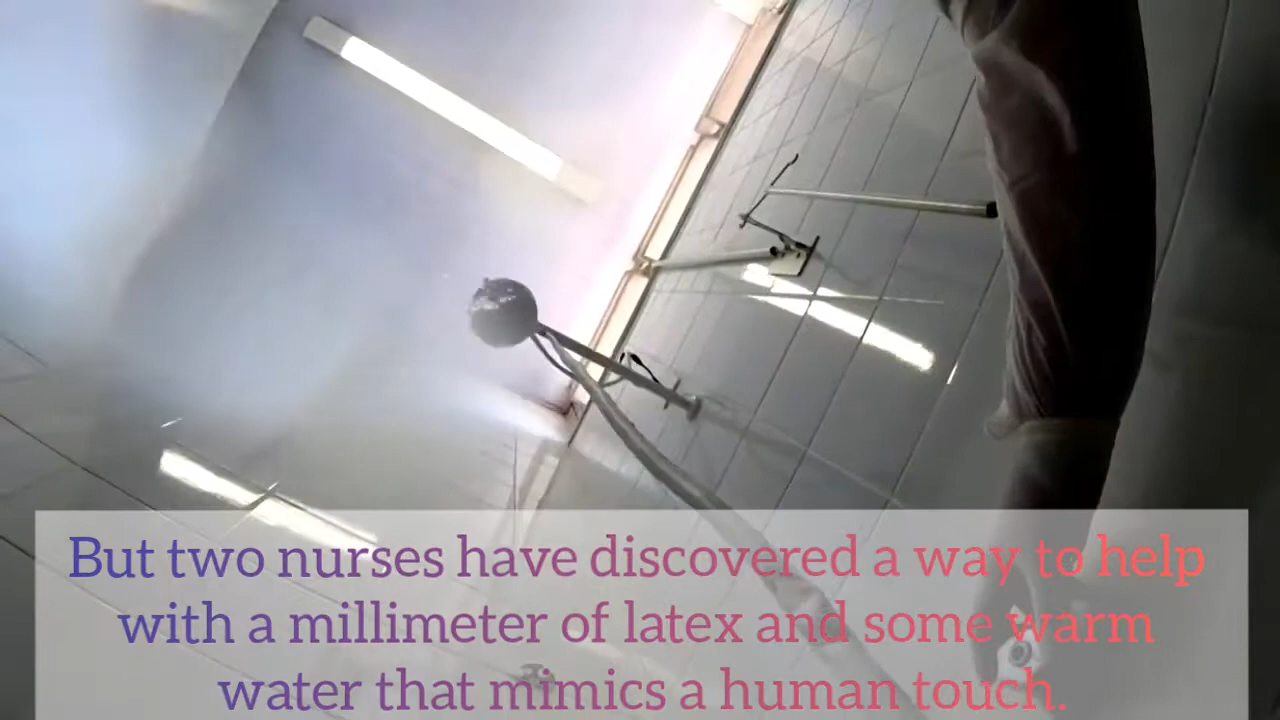 But two nurses have discovered a way to help
with a millimeter of latex and some warm
water that mimics a human touch.